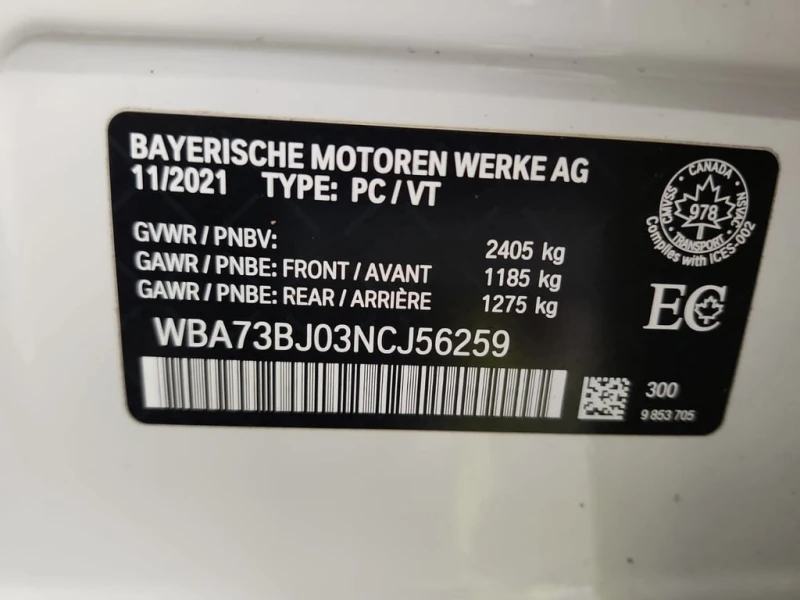 BAYERISCHE MOTOREN WERKE AG
11/2021 TYPE: PC / VT
GVWR / PNBV: 2405 kg
GAWR / PNBE: FRONT / AVANT 1185 kg
GAWR / PNBE: REAR / ARRIÈRE 1275 kg
WBA73BJ03NCJ56259
CANADA
NSVAC
SSMVC
978
TRANSPORT
Complies with ICES-002
EC
300
9 853 705